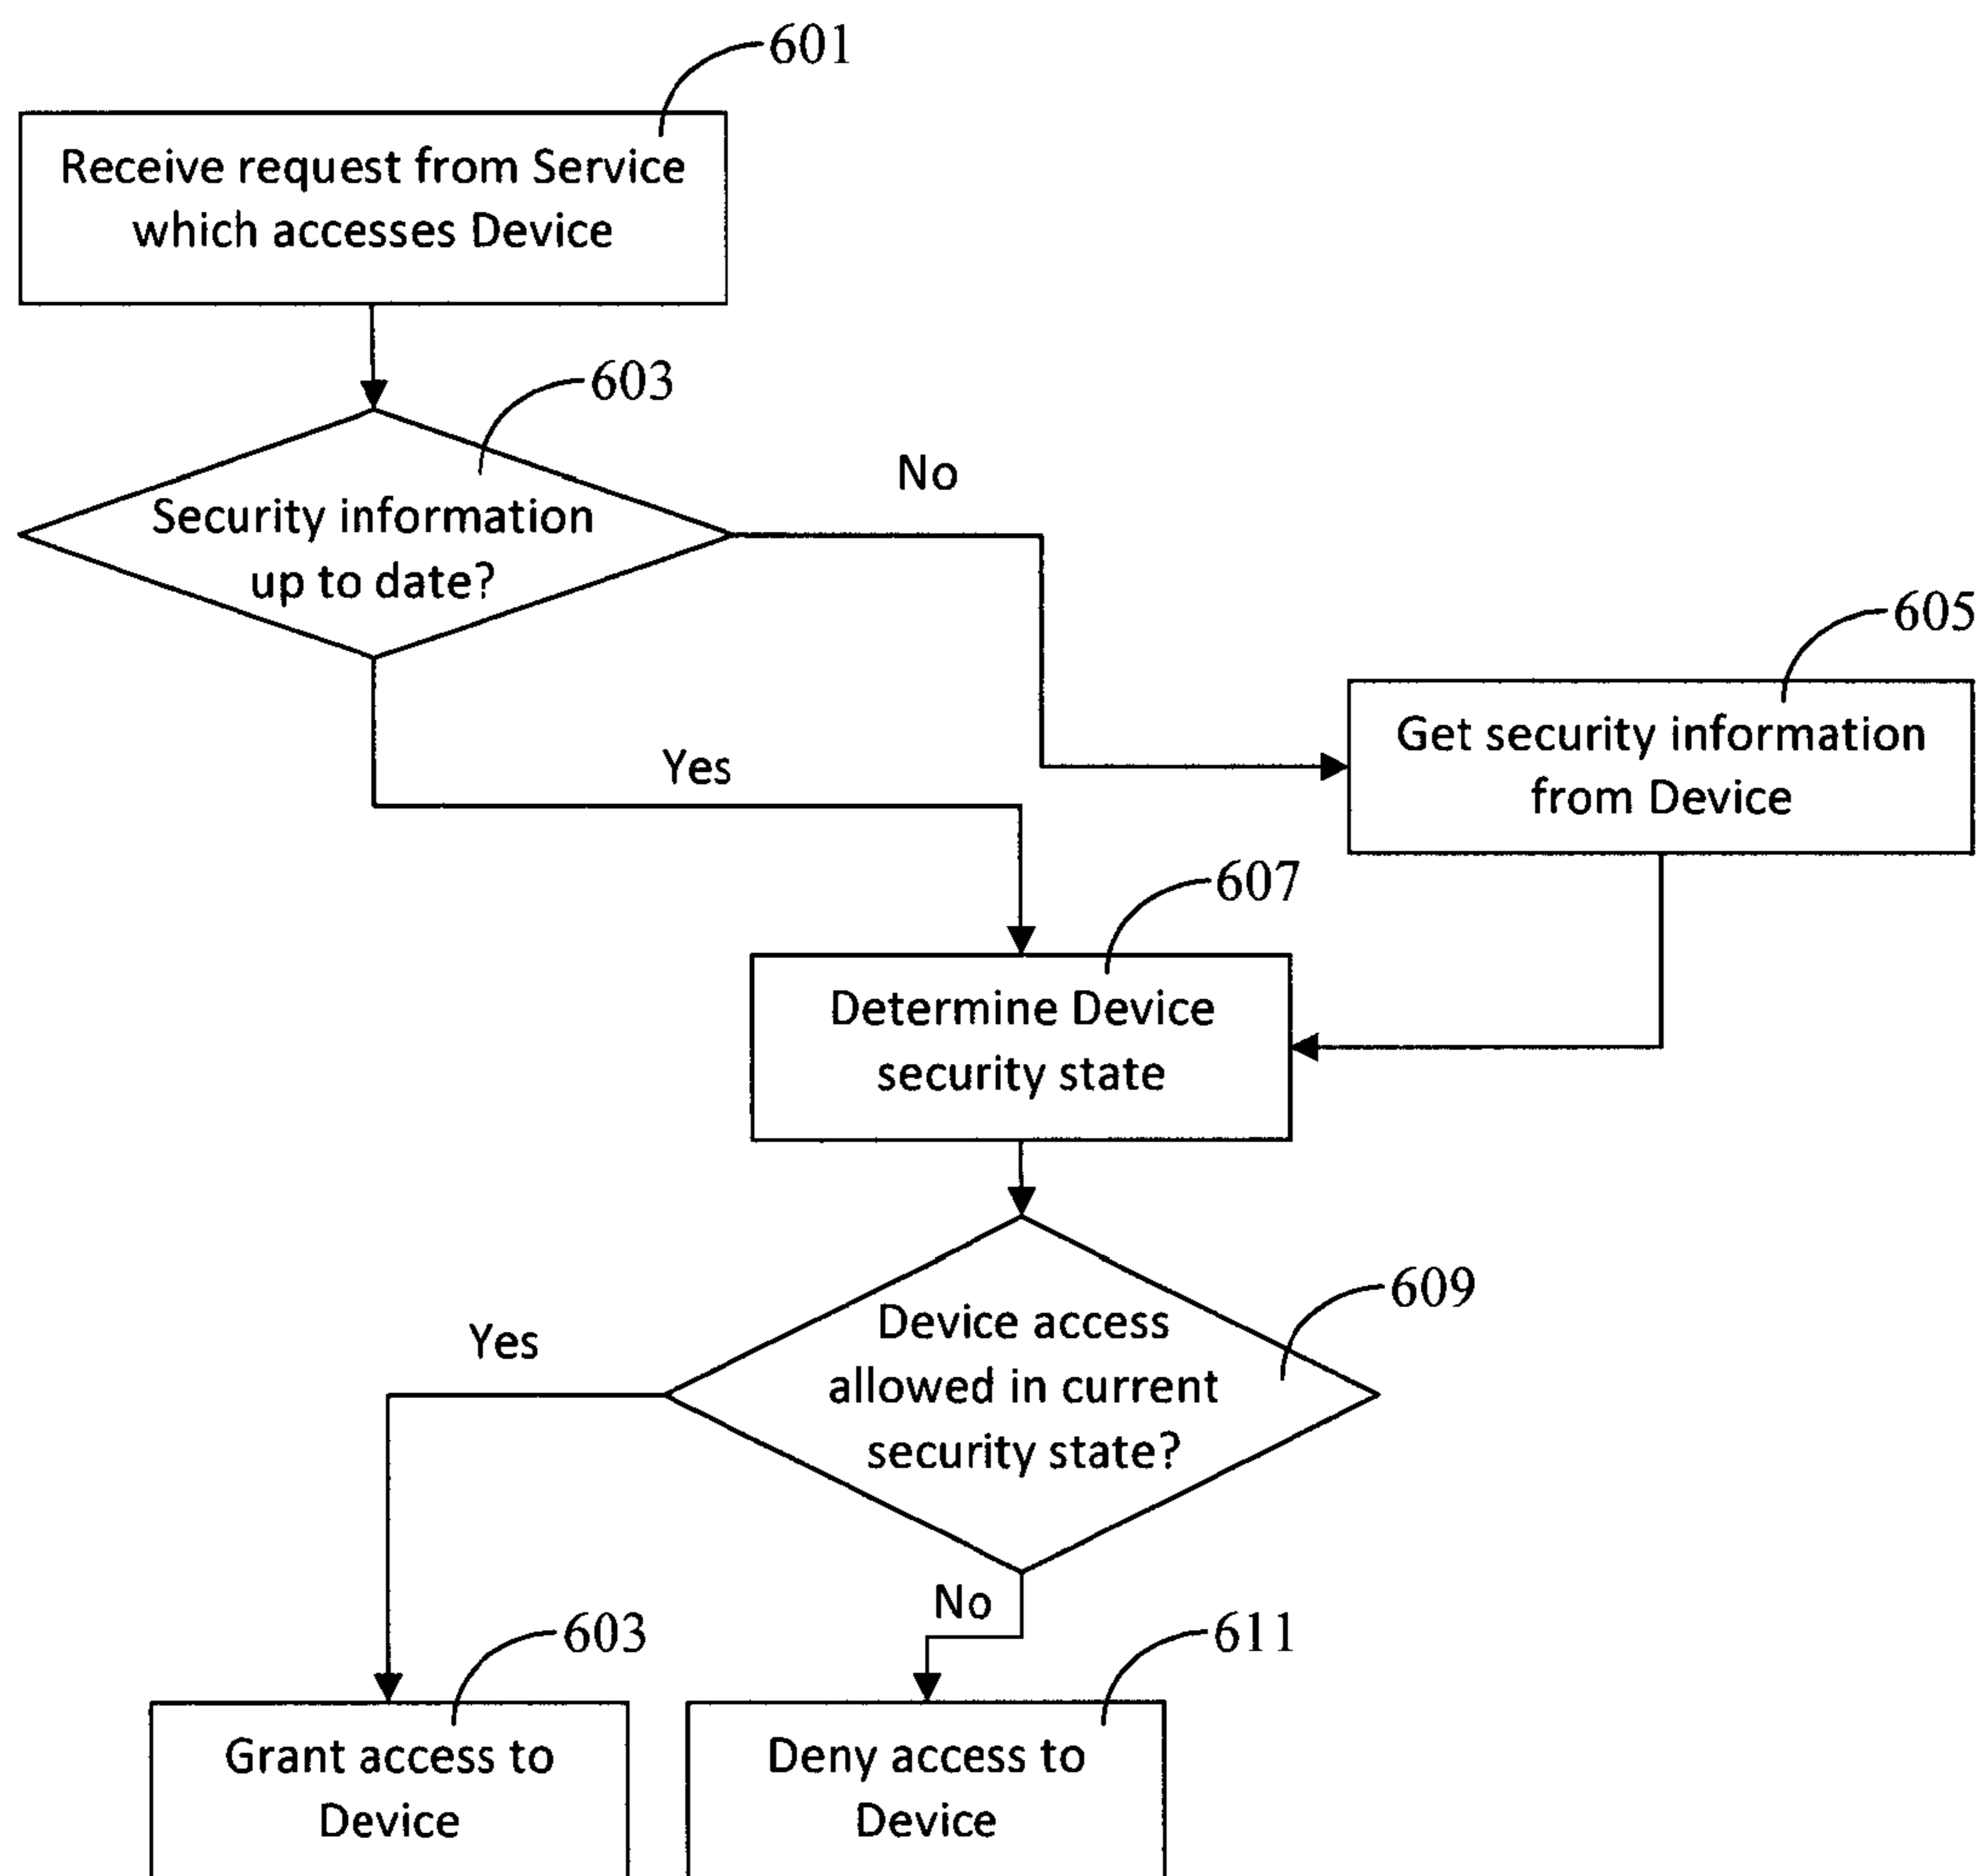 601
Receive request from Service
which accesses Device
603
Security information
up to date?
No
605
Get security information
from Device
Yes
607
Determine Device
security state
609
Device access
allowed in current
security state?
Yes
No
603
Grant access to
Device
611
Deny access to
Device